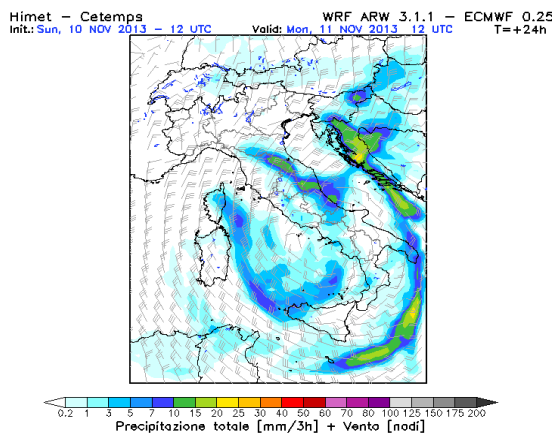 Himet – Cetemps WRF ARW 3.1.1 – ECMWF 0.25
Init.: Sun, 10 NOV 2013 – 12 UTC Valid: Mon, 11 NOV 2013 12 UTC T=+24h
0.2 1 3 5 7 10 15 20 25 30 40 50 60 70 80 100 125 150 175 200
Precipitazione totale [mm/3h] + Vento [nodi]